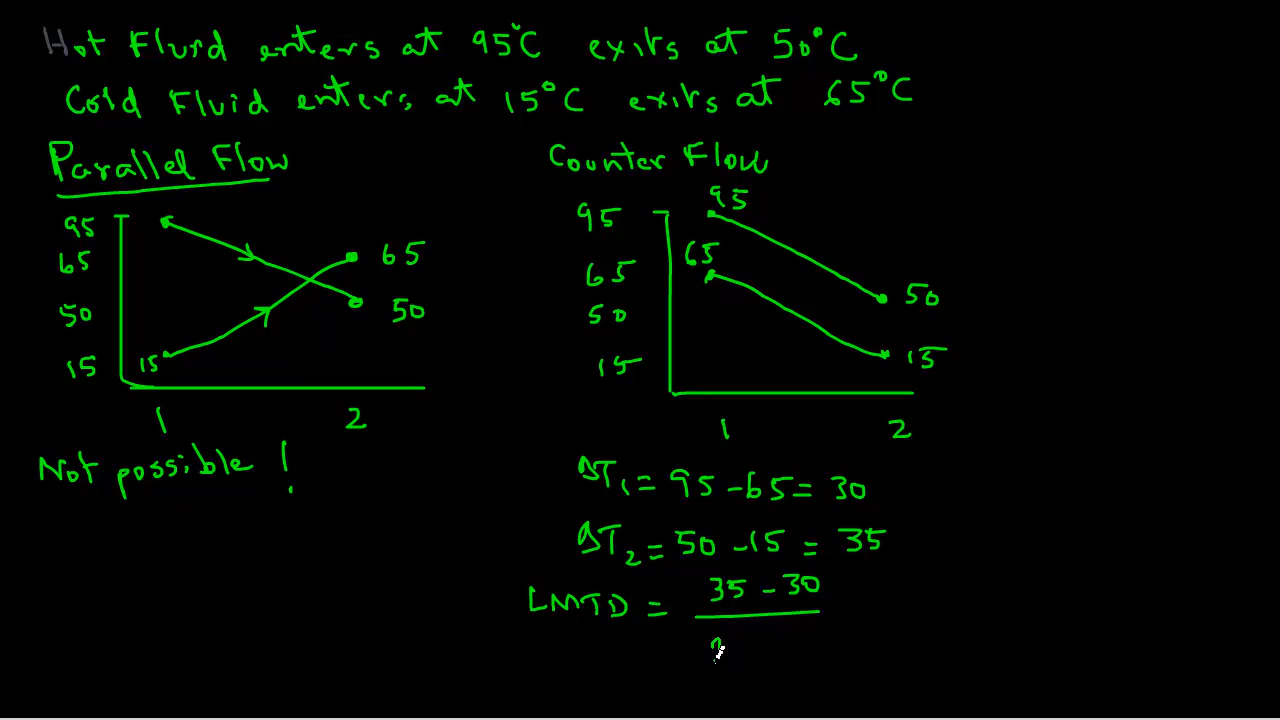 Hot Fluid enters at 95°C exits at 50°C
Cold Fluid enters at 15°C exits at 65°C
Parallel Flow
95
65
50
15
15
65
50
1 2
Not possible !
Counter Flow
95
65
50
15
95
65
50
15
1 2
ΔT1 = 95 - 65 = 30
ΔT2 = 50 - 15 = 35
LMTD = 35 - 30